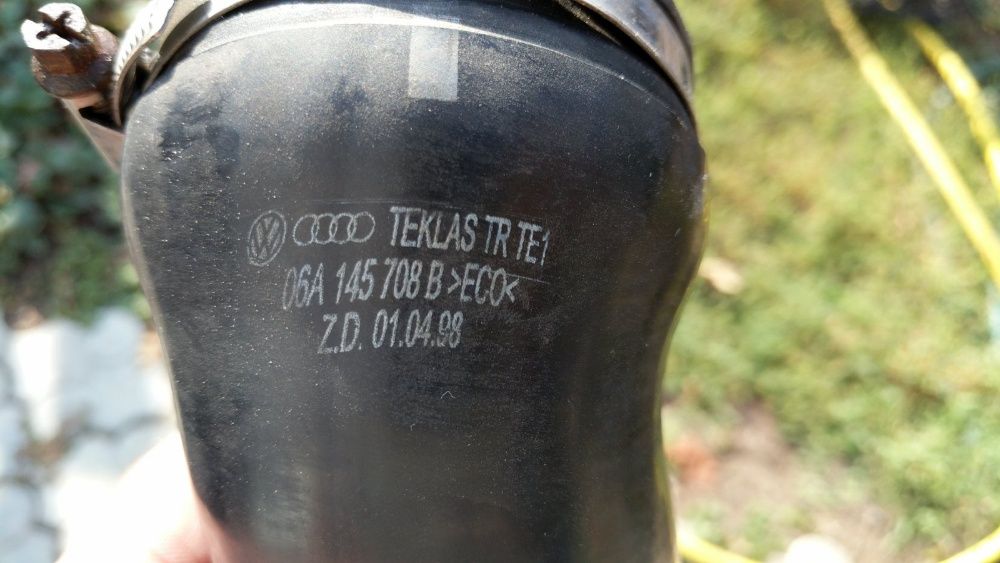 TEKLAS TR TE1
06A 145 708 B >ECO<
Z.D. 01.04.98